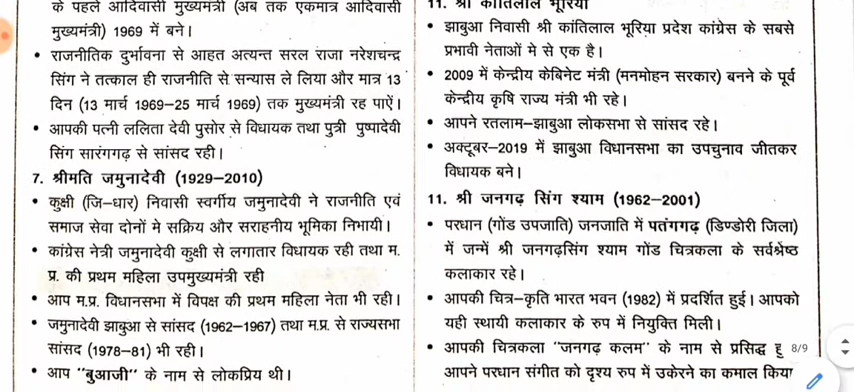 के पहले आदिवासी मुख्यमंत्री (अब तक एकमात्र आदिवासी
मुख्यमंत्री) 1969 में बने।
• राजनीतिक दुर्भावना से आहत अत्यन्त सरल राजा नरेशचन्द्र
सिंग ने तत्काल ही राजनीति से सन्यास ले लिया और मात्र 13
दिन (13 मार्च 1969–25 मार्च 1969) तक मुख्यमंत्री रह पाऐं।
• आपकी पत्नी ललिता देवी पुसोर से विधायक तथा पुत्री पुष्पादेवी
सिंग सारंगगढ़ से सांसद रही।
7. श्रीमति जमुनादेवी (1929–2010)
• कुक्षी (जि–धार) निवासी स्वर्गीय जमुनादेवी ने राजनीति एवं
समाज सेवा दोनों मे सक्रिय और सराहनीय भूमिका निभायी।
• कांग्रेस नेत्री जमुनादेवी कुक्षी से लगातार विधायक रही तथा म.
प्र. की प्रथम महिला उपमुख्यमंत्री रही
• आप म.प्र. विधानसभा में विपक्ष की प्रथम महिला नेता भी रही।
• जमुनादेवी झाबुआ से सांसद (1962–1967) तथा म.प्र. से राज्यसभा
सांसद (1978–81) भी रही।
• आप "बुआजी" के नाम से लोकप्रिय थी।
11. श्री कांतिलाल भूरिया
• झाबुआ निवासी श्री कांतिलाल भूरिया प्रदेश कांग्रेस के सबसे
प्रभावी नेताओं मे से एक है।
• 2009 में केन्द्रीय केबिनेट मंत्री (मनमोहन सरकार) बनने के पूर्व
केन्द्रीय कृषि राज्य मंत्री भी रहे।
• आपने रतलाम–झाबुआ लोकसभा से सांसद रहे।
• अक्टूबर–2019 में झाबुआ विधानसभा का उपचुनाव जीतकर
विधायक बने।
11. श्री जनगढ़ सिंग श्याम (1962–2001)
• परधान (गोंड उपजाति) जनजाति में पतंगगढ़ (डिण्डोरी जिला)
में जन्में श्री जनगढ़सिंग श्याम गोंड चित्रकला के सर्वश्रेष्ठ
कलाकार रहे।
• आपकी चित्र–कृति भारत भवन (1982) में प्रदर्शित हुई। आपको
यही स्थायी कलाकार के रुप में नियुक्ति मिली।
• आपकी चित्रकला "जनगढ़ कलम" के नाम से प्रसिद्ध
8/9
आपने परधान संगीत को दृश्य रुप में उकेरने का कमाल